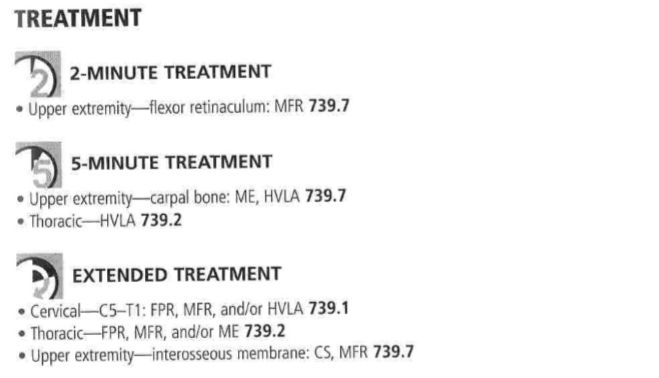 TREATMENT
2
2-MINUTE TREATMENT
• Upper extremity—flexor retinaculum: MFR 739.7
5
5-MINUTE TREATMENT
• Upper extremity—carpal bone: ME, HVLA 739.7
• Thoracic—HVLA 739.2
EXTENDED TREATMENT
• Cervical—C5–T1: FPR, MFR, and/or HVLA 739.1
• Thoracic—FPR, MFR, and/or ME 739.2
• Upper extremity—interosseous membrane: CS, MFR 739.7